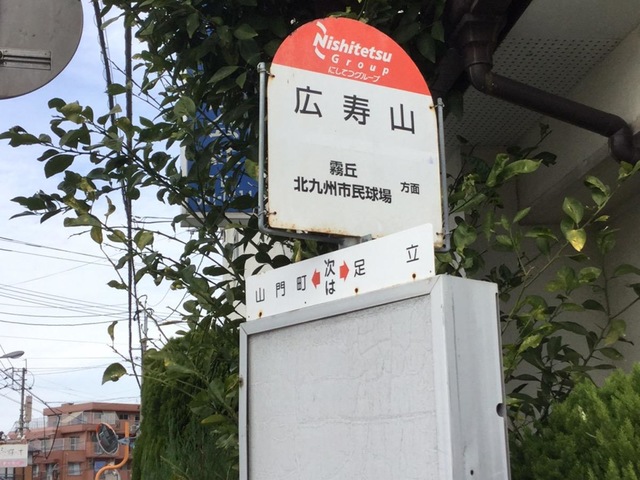 Nishitetsu
Group
にしてつグループ
広寿山
霧丘
北九州市民球場 方面
山門町 次は 足立